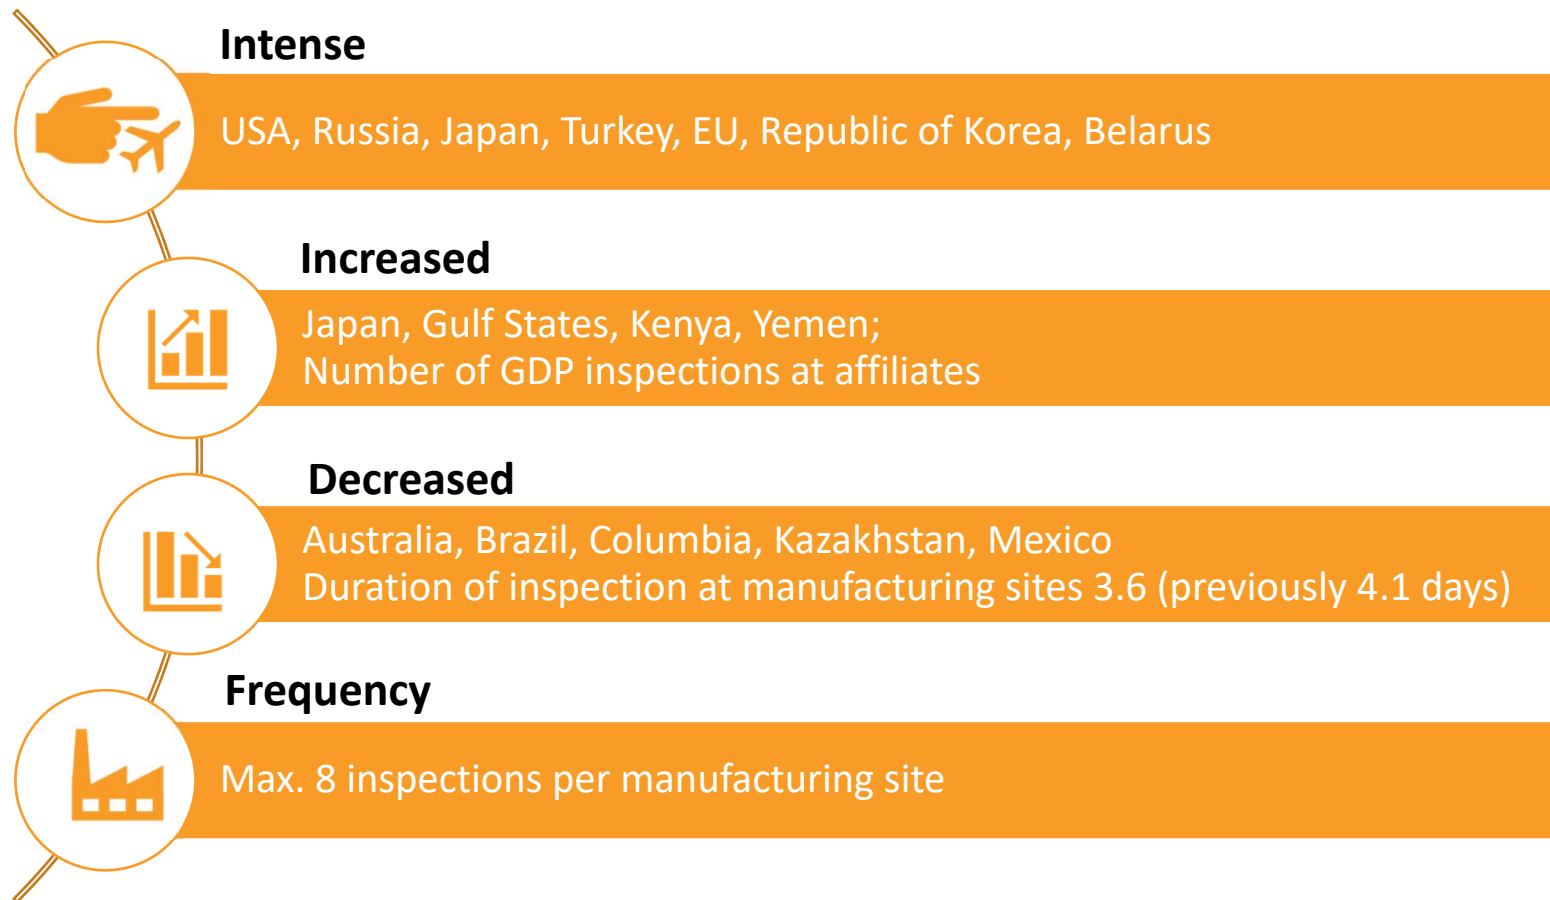 Intense
USA, Russia, Japan, Turkey, EU, Republic of Korea, Belarus
Increased
Japan, Gulf States, Kenya, Yemen;
Number of GDP inspections at affiliates
Decreased
Australia, Brazil, Columbia, Kazakhstan, Mexico
Duration of inspection at manufacturing sites 3.6 (previously 4.1 days)
Frequency
Max. 8 inspections per manufacturing site